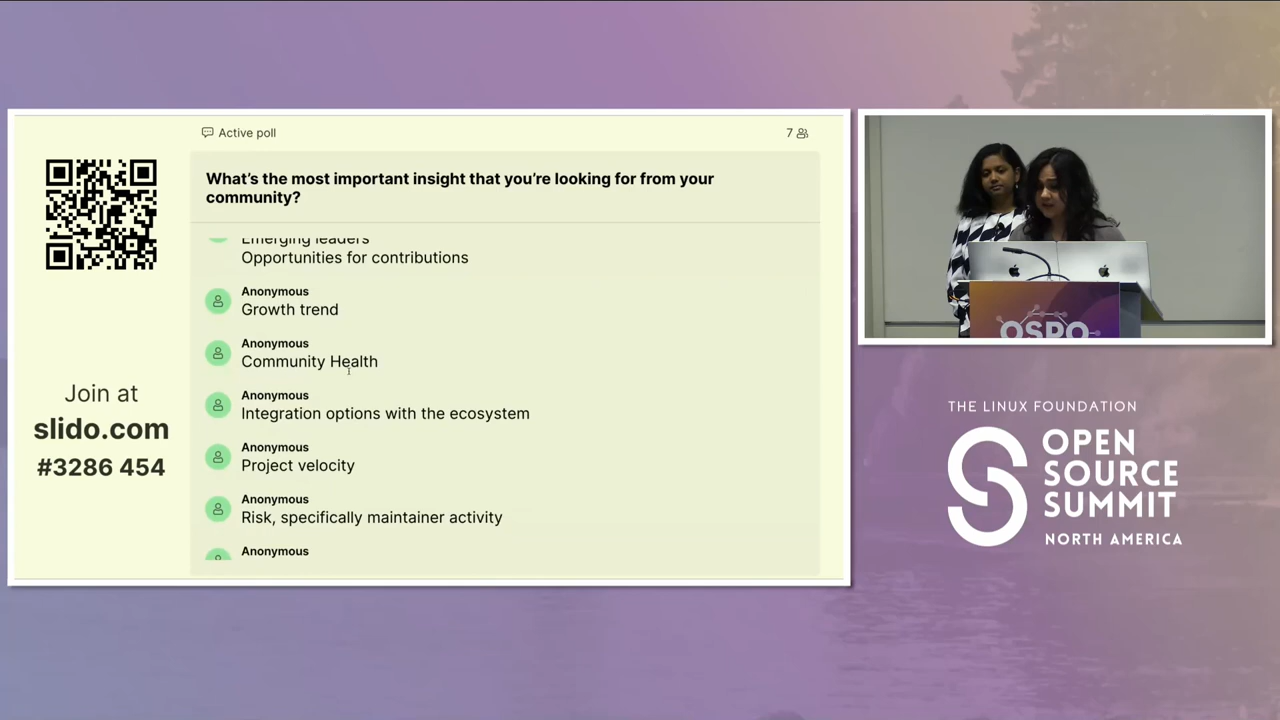 Active poll
7
What's the most important insight that you're looking for from your
community?
Emerging leaders
Opportunities for contributions
Anonymous
Growth trend
Anonymous
Community Health
Anonymous
Integration options with the ecosystem
Anonymous
Project velocity
Anonymous
Risk, specifically maintainer activity
Anonymous
Join at
slido.com
#3286 454
OSPO
THE LINUX FOUNDATION
OPEN
SOURCE
SUMMIT
NORTH AMERICA